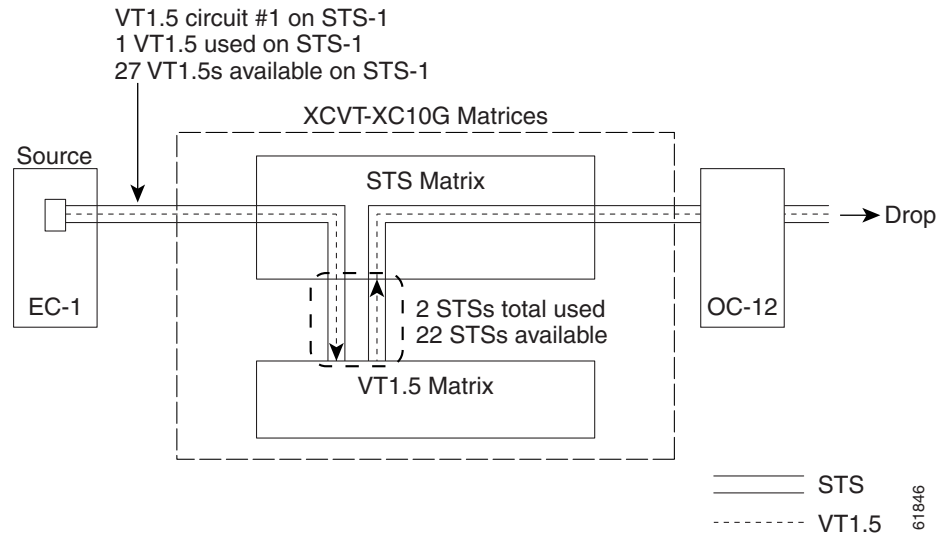 VT1.5 circuit #1 on STS-1
1 VT1.5 used on STS-1
27 VT1.5s available on STS-1
XCVT-XC10G Matrices
Source
STS Matrix
Drop
EC-1
2 STSs total used
22 STSs available
OC-12
VT1.5 Matrix
STS
VT1.5
61846